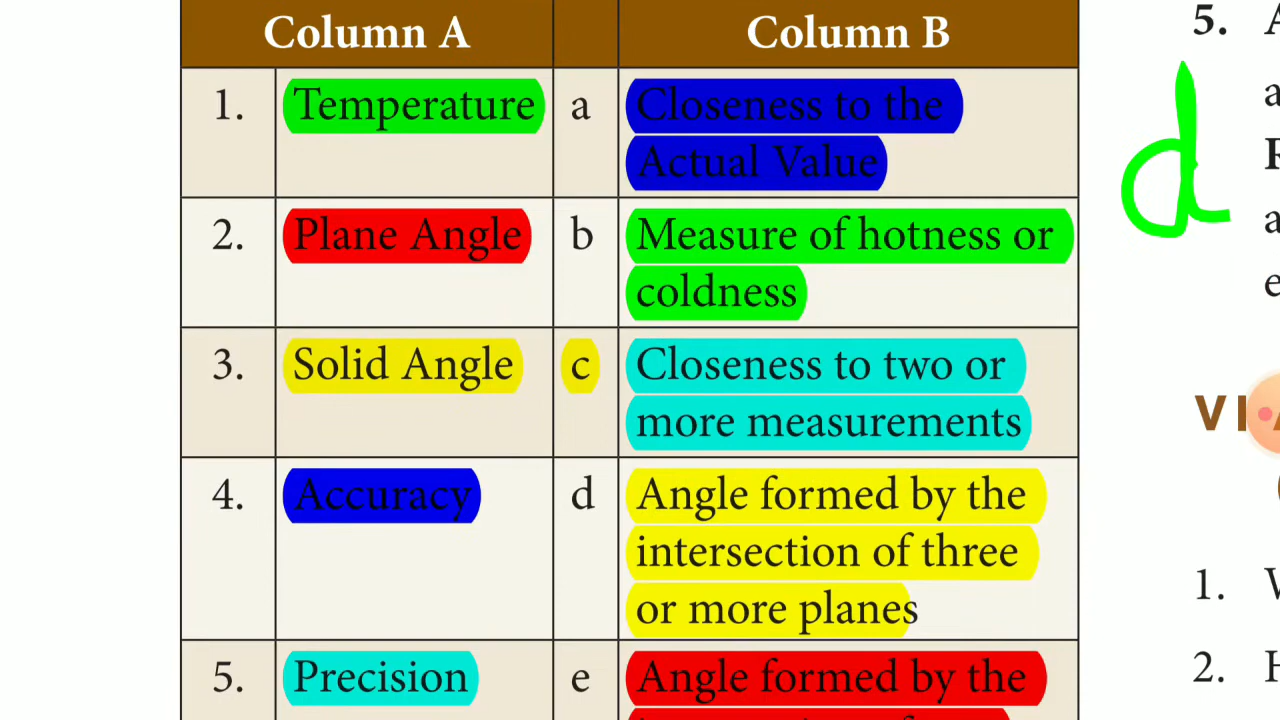 Column A Column B
1. Temperature a Closeness to the
Actual Value
2. Plane Angle b Measure of hotness or
coldness
3. Solid Angle c Closeness to two or
more measurements
4. Accuracy d Angle formed by the
intersection of three
or more planes
5. Precision e Angle formed by the
5.
d
VI
1.
2.